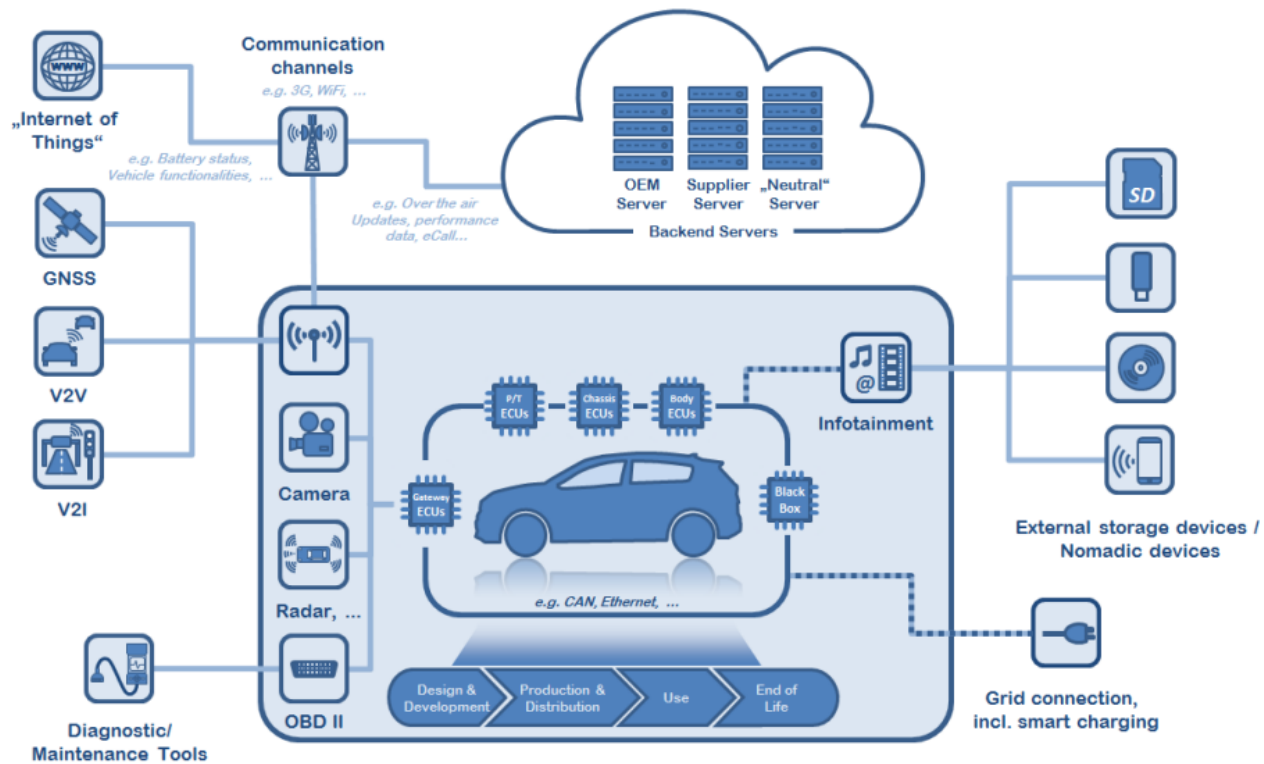 Communication
channels
e.g. 3G, WiFi, ...
WWW
„Internet of
Things“
e.g. Battery status,
Vehicle functionalities, ...
e.g. Over the air
Updates, performance
data, eCall...
OEM
Server
Supplier
Server
„Neutral“
Server
Backend Servers
GNSS
V2V
V2I
Camera
Radar, ...
OBD II
Diagnostic/
Maintenance Tools
P/T
ECUs
Chassis
ECUs
Body
ECUs
Gateway
ECUs
Black
Box
e.g. CAN, Ethernet, ...
Design &
Development
Production &
Distribution
Use
End of
Life
@
Infotainment
SD
External storage devices /
Nomadic devices
Grid connection,
incl. smart charging